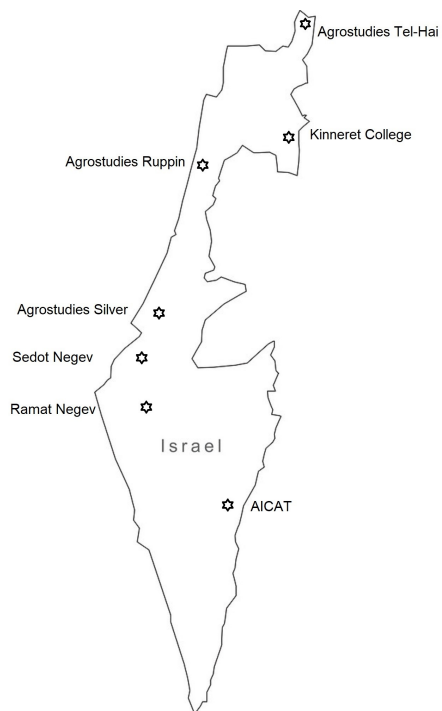 Agrostudies Tel-Hai
Kinneret College
Agrostudies Ruppin
Agrostudies Silver
Sedot Negev
Ramat Negev
Israel
AICAT